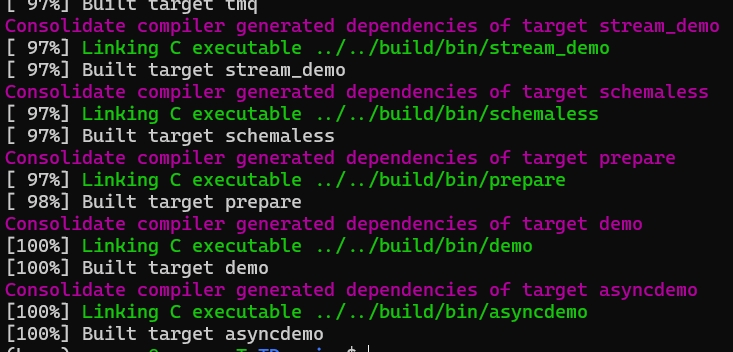 [ 97%] Built target tmq
Consolidate compiler generated dependencies of target stream_demo
[ 97%] Linking C executable ../../build/bin/stream_demo
[ 97%] Built target stream_demo
Consolidate compiler generated dependencies of target schemaless
[ 97%] Linking C executable ../../build/bin/schemaless
[ 97%] Built target schemaless
Consolidate compiler generated dependencies of target prepare
[ 97%] Linking C executable ../../build/bin/prepare
[ 98%] Built target prepare
Consolidate compiler generated dependencies of target demo
[100%] Linking C executable ../../build/bin/demo
[100%] Built target demo
Consolidate compiler generated dependencies of target asyncdemo
[100%] Linking C executable ../../build/bin/asyncdemo
[100%] Built target asyncdemo